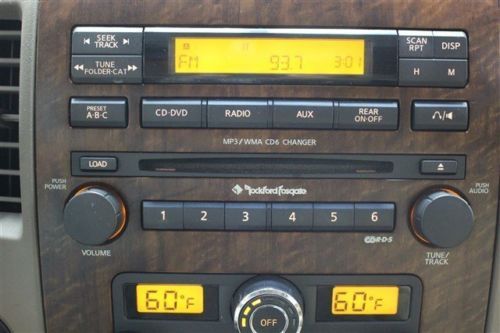 SEEK
TRACK
TUNE
FOLDER·CAT
FM 93.7 3:01
SCAN
RPT
DISP
H
M
PRESET
A·B·C
CD·DVD
RADIO
AUX
REAR
ON·OFF
MP3/WMA CD6 CHANGER
LOAD
PUSH
POWER
Rockford Fosgate
PUSH
AUDIO
1 2 3 4 5 6
VOLUME
R·D·S
TUNE/
TRACK
60°F
OFF
60°F